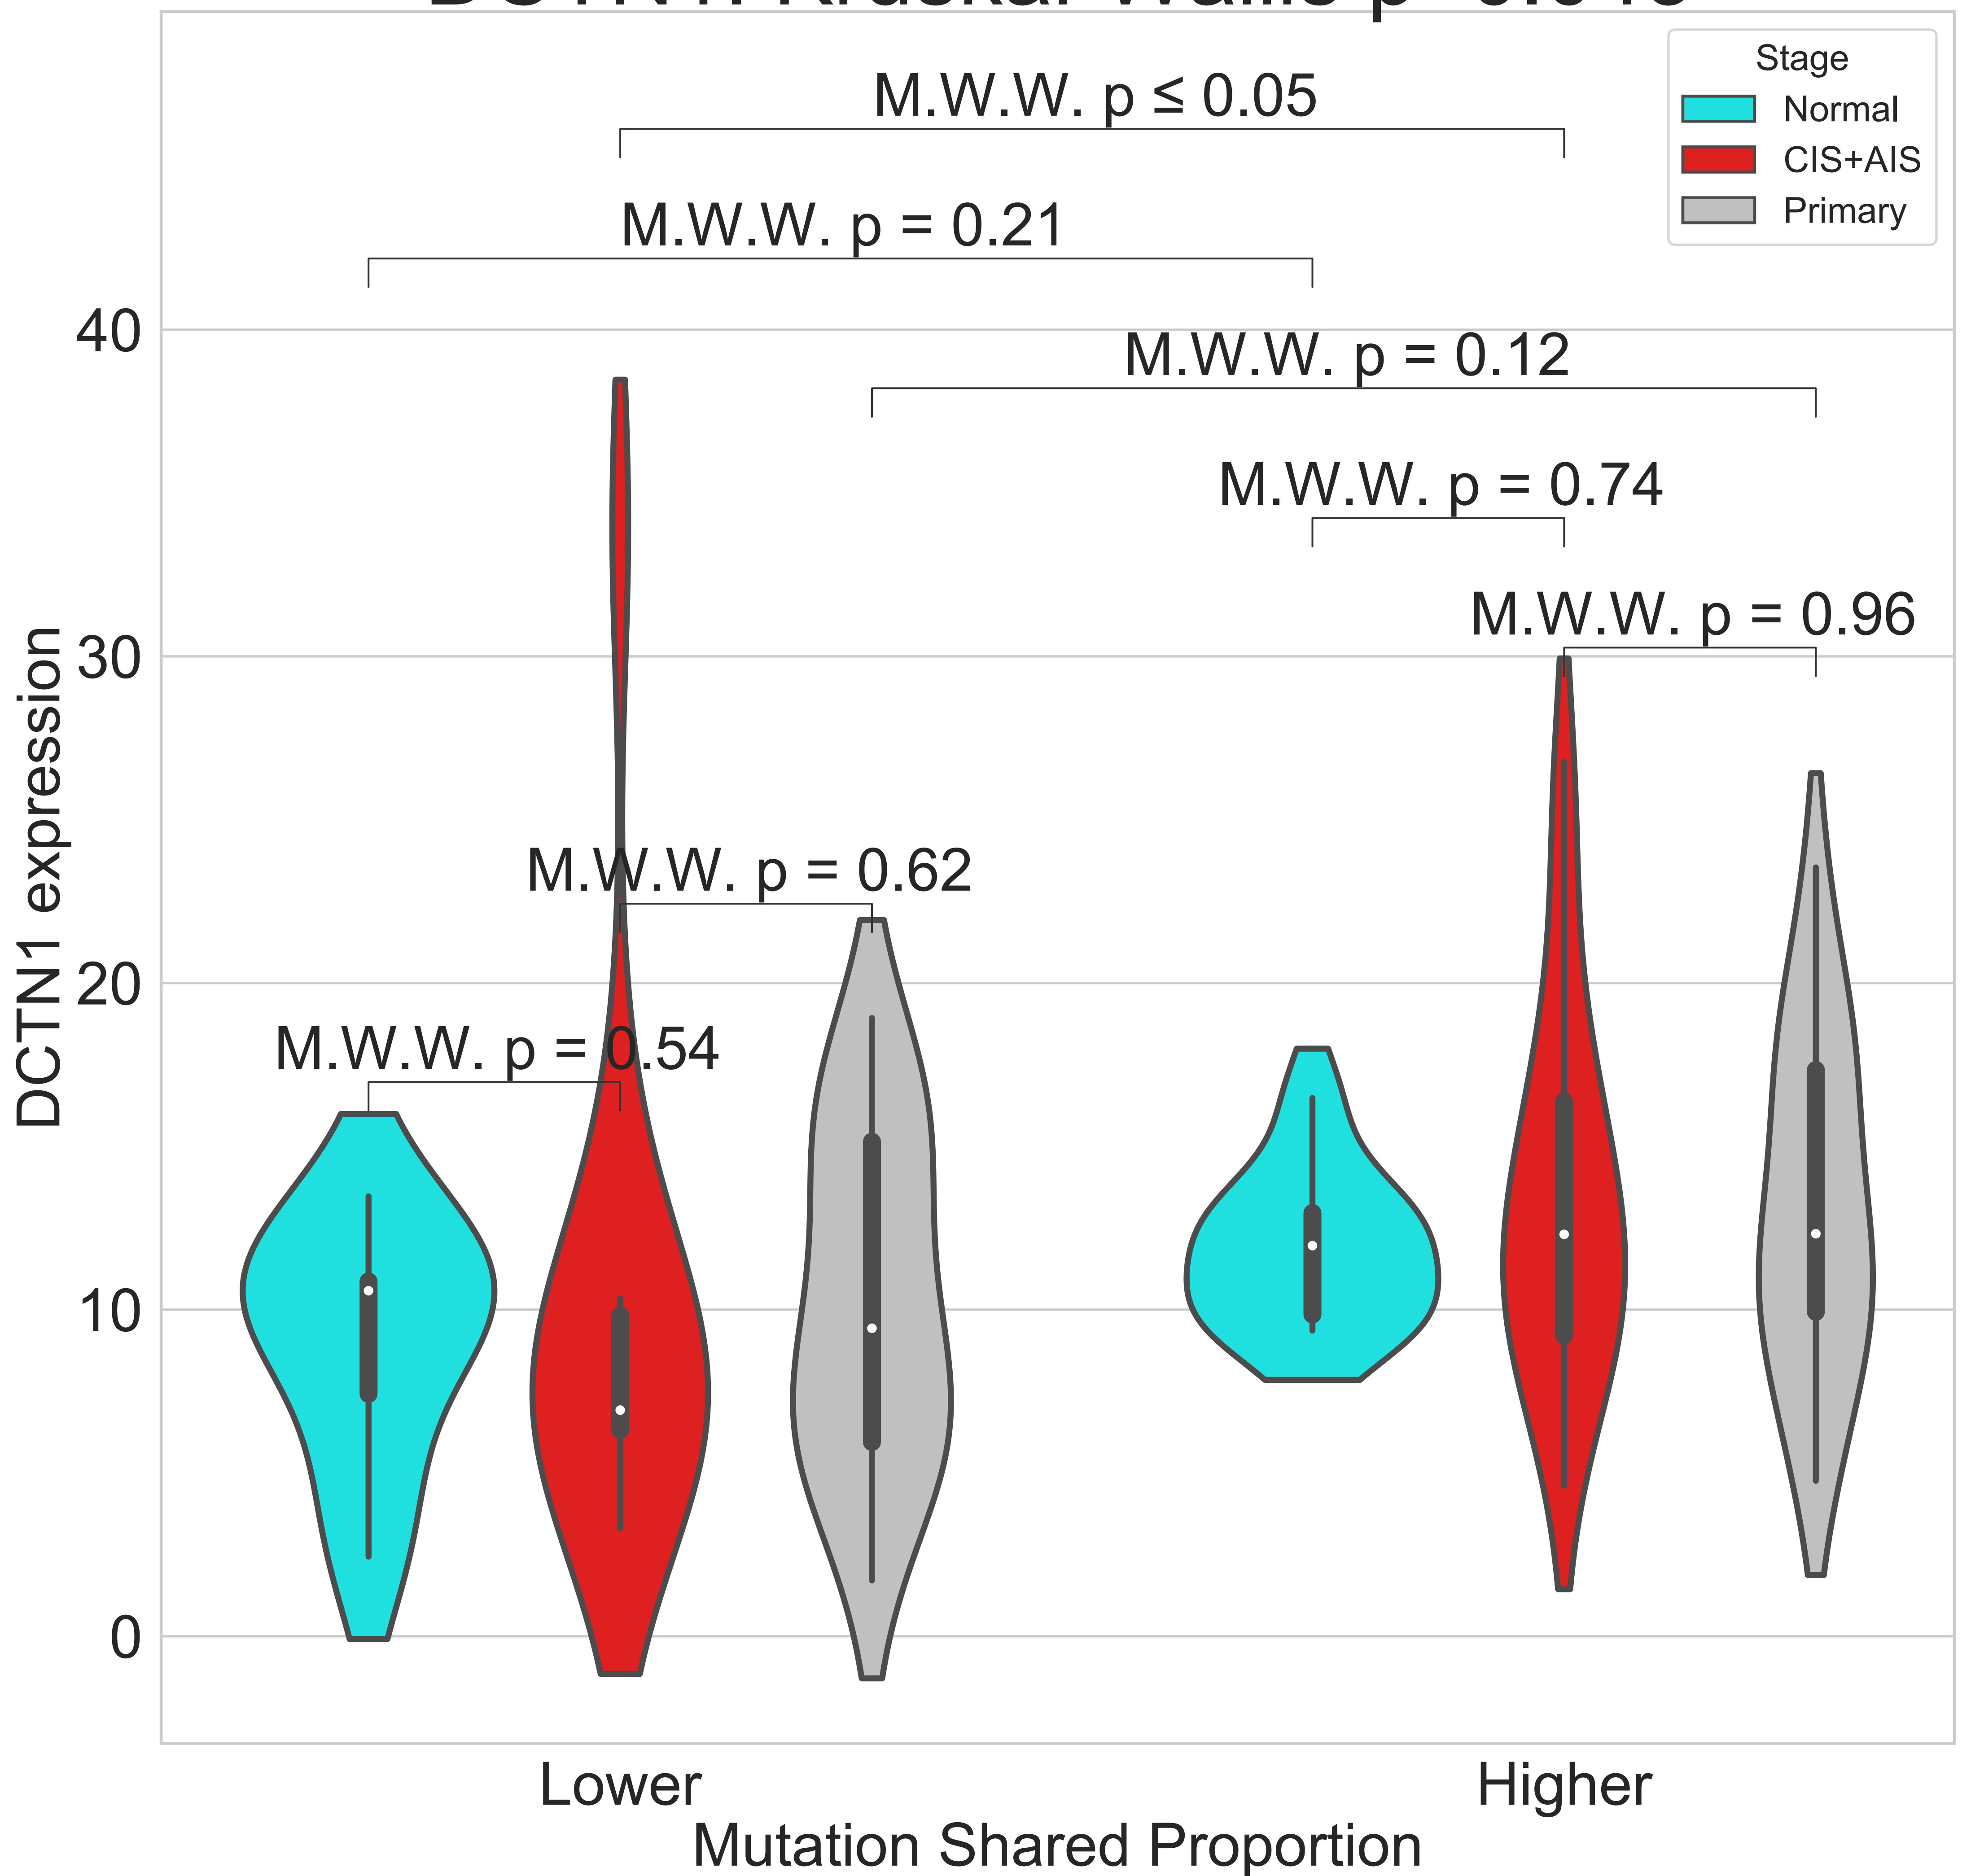 Stage
Normal
CIS+AIS
Primary
M.W.W. p ≤ 0.05
M.W.W. p = 0.21
M.W.W. p = 0.12
M.W.W. p = 0.74
M.W.W. p = 0.96
M.W.W. p = 0.62
M.W.W. p = 0.54
DCTN1 expression
40
30
20
10
0
Lower
Higher
Mutation Shared Proportion